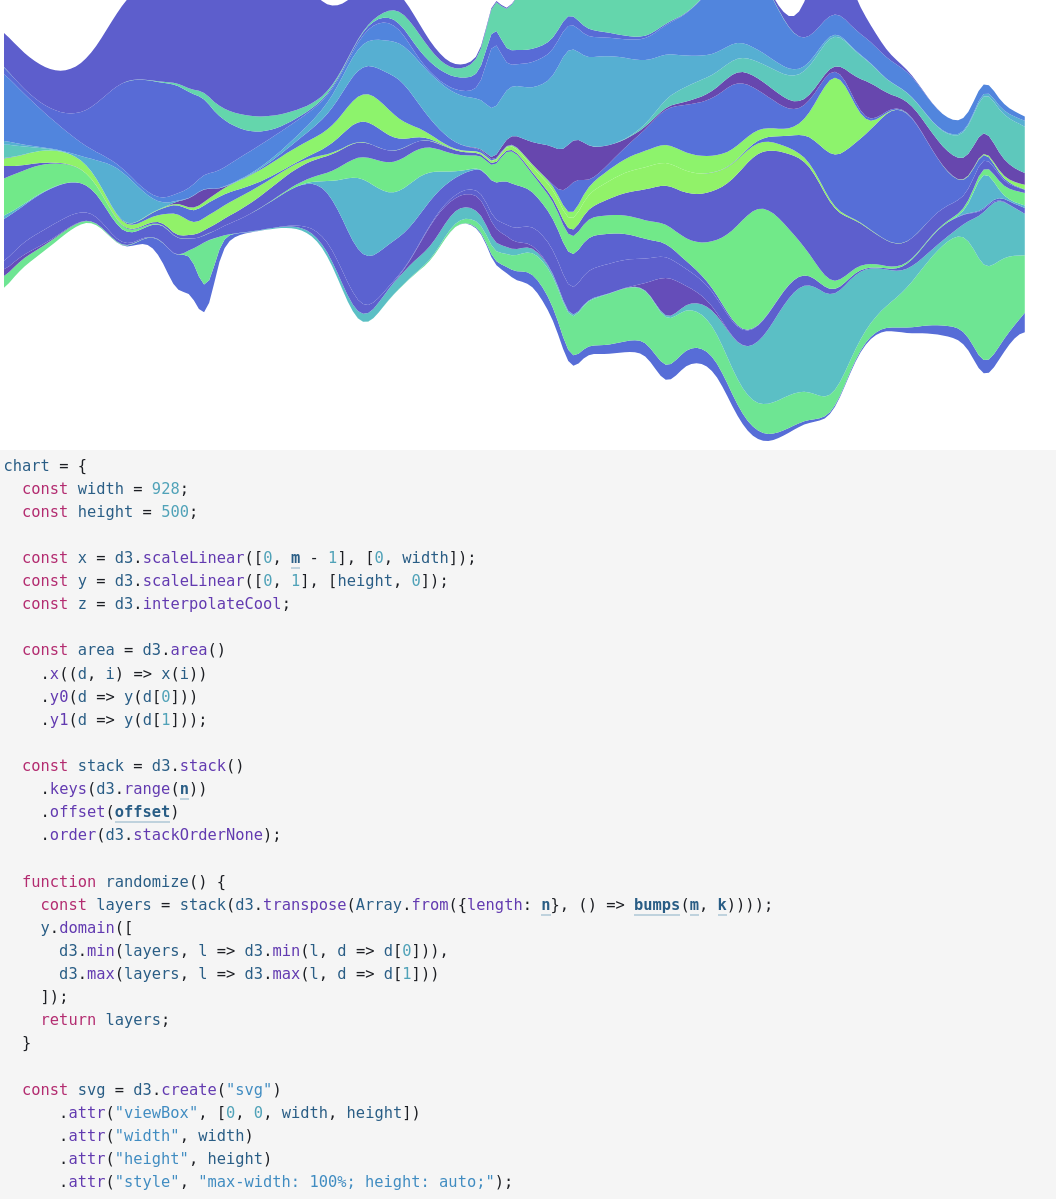 chart = {
  const width = 928;
  const height = 500;

  const x = d3.scaleLinear([0, m - 1], [0, width]);
  const y = d3.scaleLinear([0, 1], [height, 0]);
  const z = d3.interpolateCool;

  const area = d3.area()
    .x((d, i) => x(i))
    .y0(d => y(d[0]))
    .y1(d => y(d[1]));

  const stack = d3.stack()
    .keys(d3.range(n))
    .offset(offset)
    .order(d3.stackOrderNone);

  function randomize() {
    const layers = stack(d3.transpose(Array.from({length: n}, () => bumps(m, k))));
    y.domain([
      d3.min(layers, l => d3.min(l, d => d[0])),
      d3.max(layers, l => d3.max(l, d => d[1]))
    ]);
    return layers;
  }

  const svg = d3.create("svg")
      .attr("viewBox", [0, 0, width, height])
      .attr("width", width)
      .attr("height", height)
      .attr("style", "max-width: 100%; height: auto;");